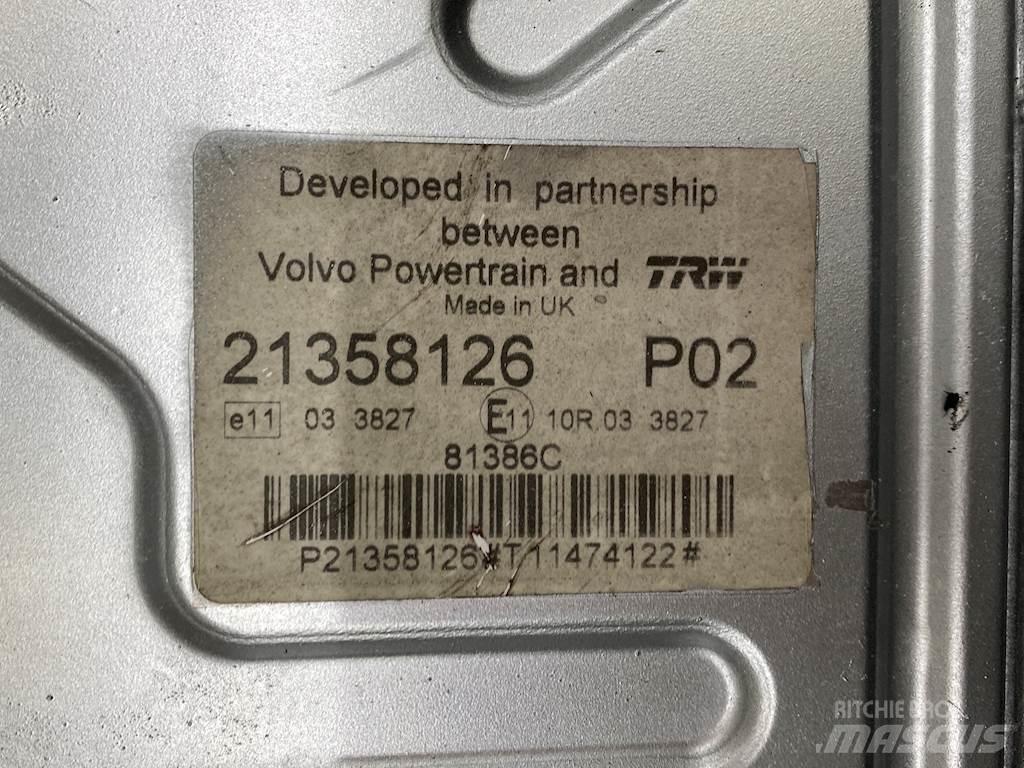 Developed in partnership
between
Volvo Powertrain and TRW
Made in UK
21358126 P02
e11 03 3827 E11 10R 03 3827
81386C
P21358126#T11474122#
RITCHIE BROS
MASCUS